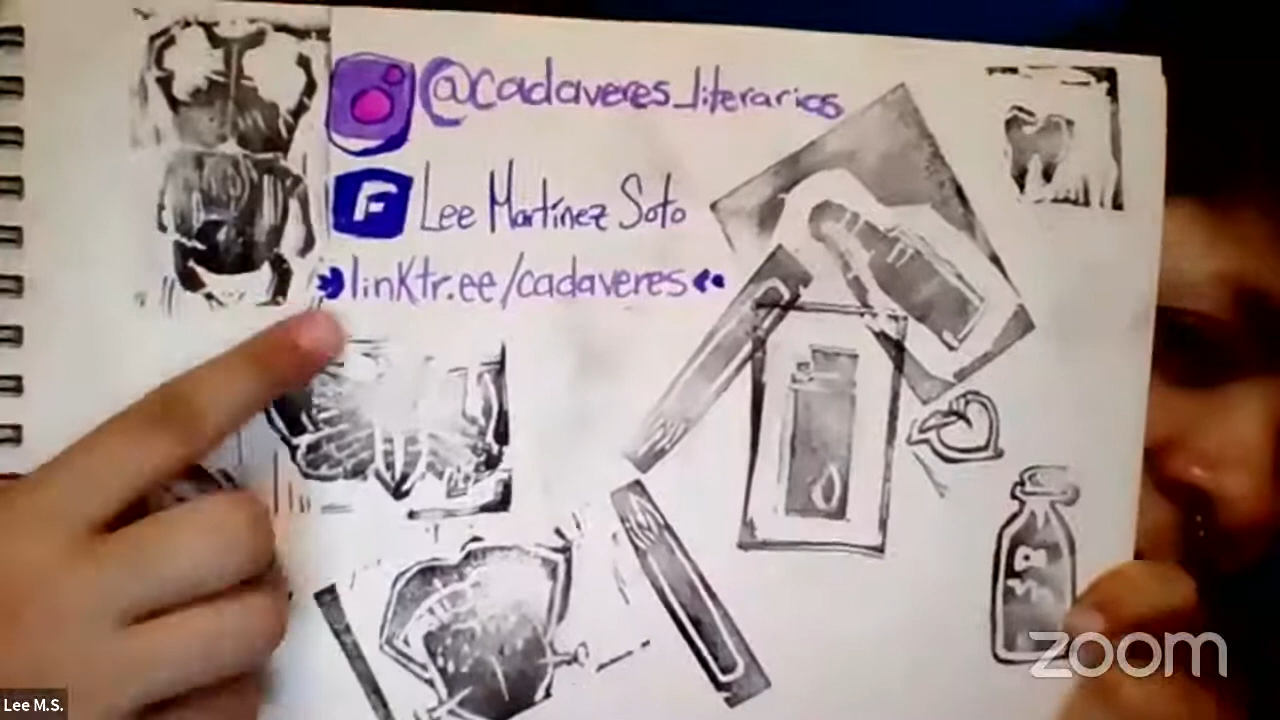 @cadaveres_literarios
F Lee Martínez Soto
linktr.ee/cadaveres
zoom
Lee M.S.